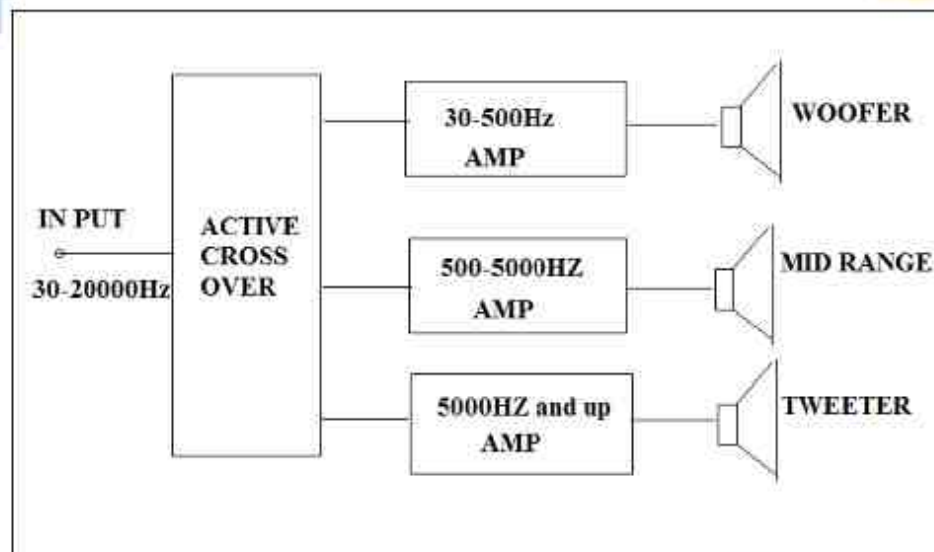 IN PUT
30-20000Hz
ACTIVE
CROSS
OVER
30-500Hz
AMP
WOOFER
500-5000HZ
AMP
MID RANGE
5000HZ and up
AMP
TWEETER